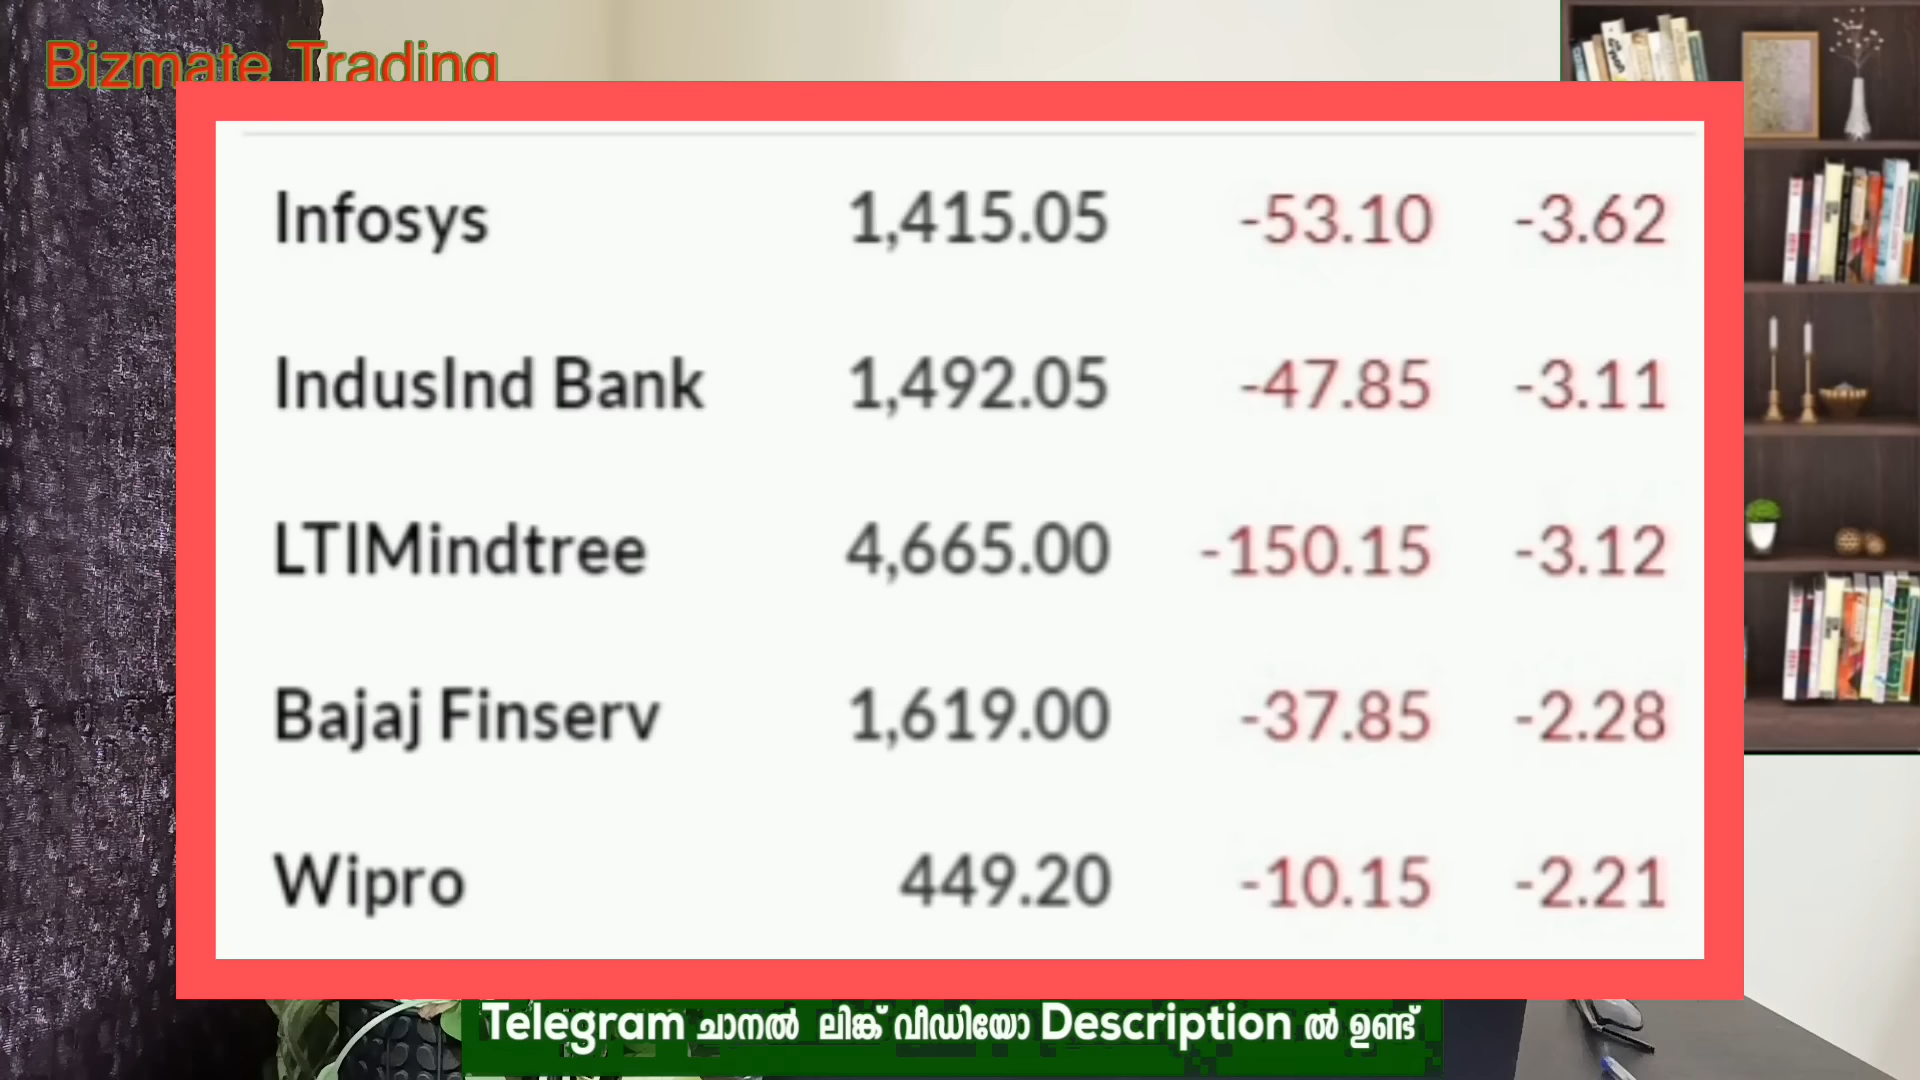 Bizmate Trading
Infosys 1,415.05 -53.10 -3.62
IndusInd Bank 1,492.05 -47.85 -3.11
LTIMindtree 4,665.00 -150.15 -3.12
Bajaj Finserv 1,619.00 -37.85 -2.28
Wipro 449.20 -10.15 -2.21
Telegram ചാനൽ ലിങ്ക് വീഡിയോ Description ൽ ഉണ്ട്